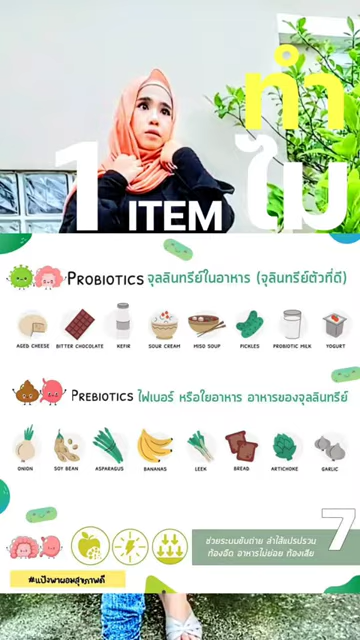 ทำ
ไม
1 ITEM
PROBIOTICS จุลลินทรีย์ในอาหาร (จุลินทรีย์ตัวที่ดี)
AGED CHEESE BITTER CHOCOLATE KEFIR SOUR CREAM MISO SOUP PICKLES PROBIOTIC MILK YOGURT
PREBIOTICS ไฟเบอร์ หรือใยอาหาร อาหารของจุลลินทรีย์
ONION SOY BEAN ASPARAGUS BANANAS LEEK BREAD ARTICHOKE GARLIC
7
ช่วยระบบขับถ่าย ลำไส้แปรปรวน
ท้องอืด อาหารไม่ย่อย ท้องเสีย
#แป้งพาผอมสุขภาพดี